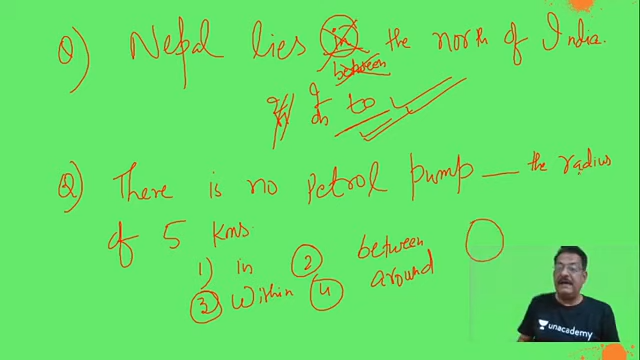 Q) Nepal lies in the north of India.
between
to
Q) There is no Petrol pump — the radius
of 5 kms.
1) in 2 between
3 within 4 around
unacademy